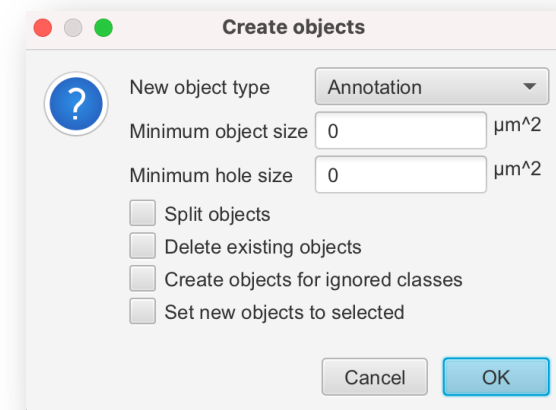 Create objects
New object type Annotation
Minimum object size 0 µm^2
Minimum hole size 0 µm^2
Split objects
Delete existing objects
Create objects for ignored classes
Set new objects to selected
Cancel OK